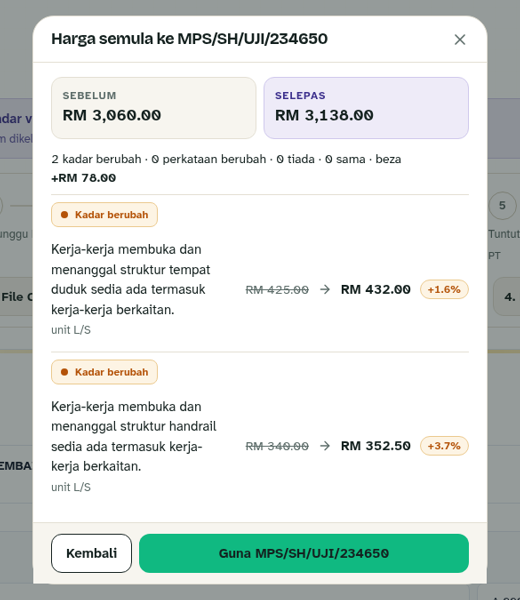 Harga semula ke MPS/SH/UJI/234650
SEBELUM
RM 3,060.00
SELEPAS
RM 3,138.00
2 kadar berubah · 0 perkataan berubah · 0 tiada · 0 sama · beza
+RM 78.00
Kadar berubah
Kerja-kerja membuka dan
menanggal struktur tempat
duduk sedia ada termasuk
kerja-kerja berkaitan.
unit L/S
RM 425.00 → RM 432.00 +1.6%
Kadar berubah
Kerja-kerja membuka dan
menanggal struktur handrail
sedia ada termasuk kerja-
kerja berkaitan.
unit L/S
RM 340.00 → RM 352.50 +3.7%
Kembali
Guna MPS/SH/UJI/234650
5
PT
File
4.